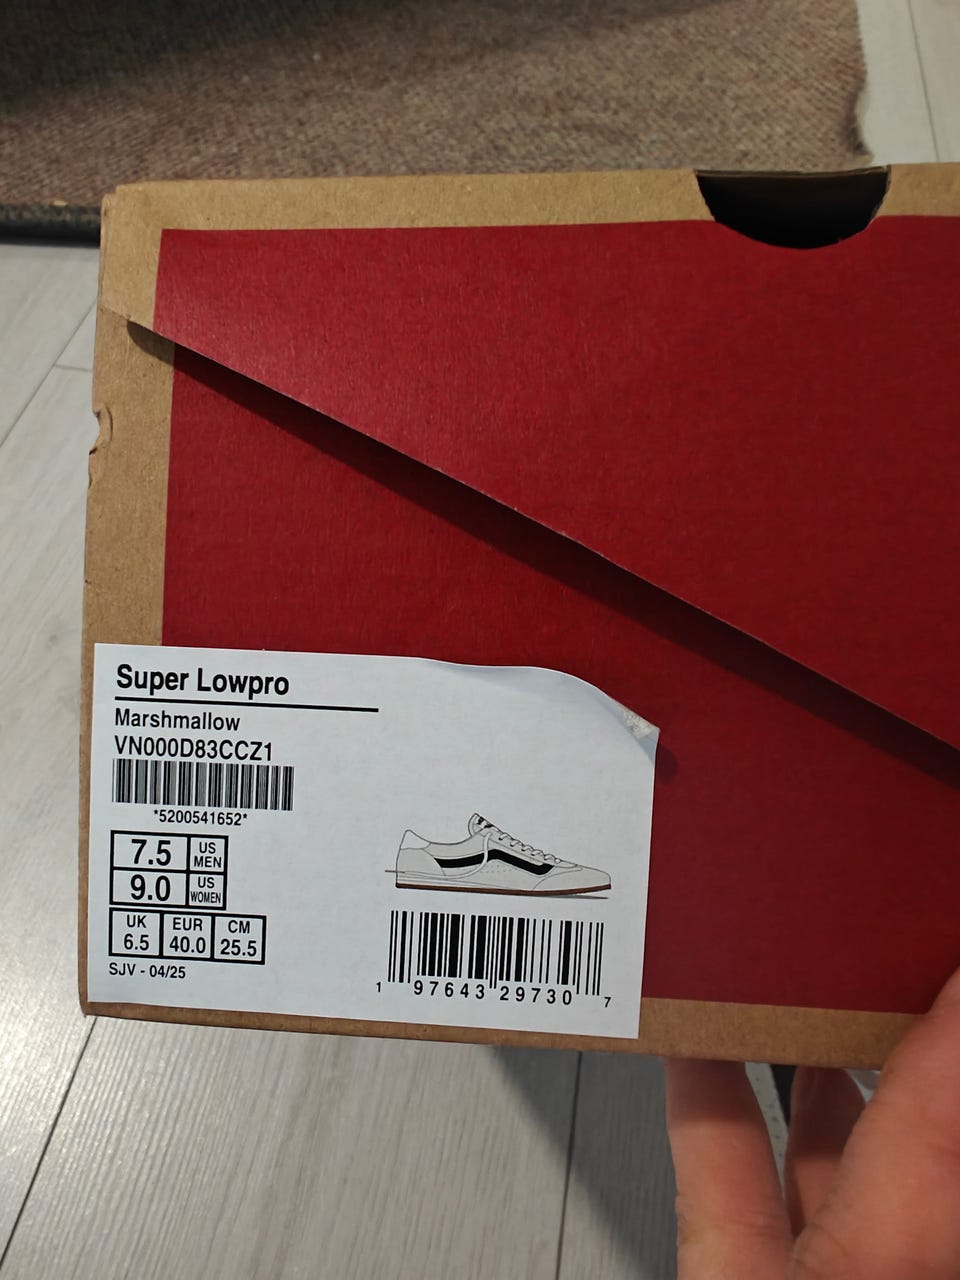 Super Lowpro
Marshmallow
VN000D83CCZ1
*5200541652*
7.5 US MEN
9.0 US WOMEN
UK EUR CM
6.5 40.0 25.5
SJV - 04/25
1 97643 29730 7